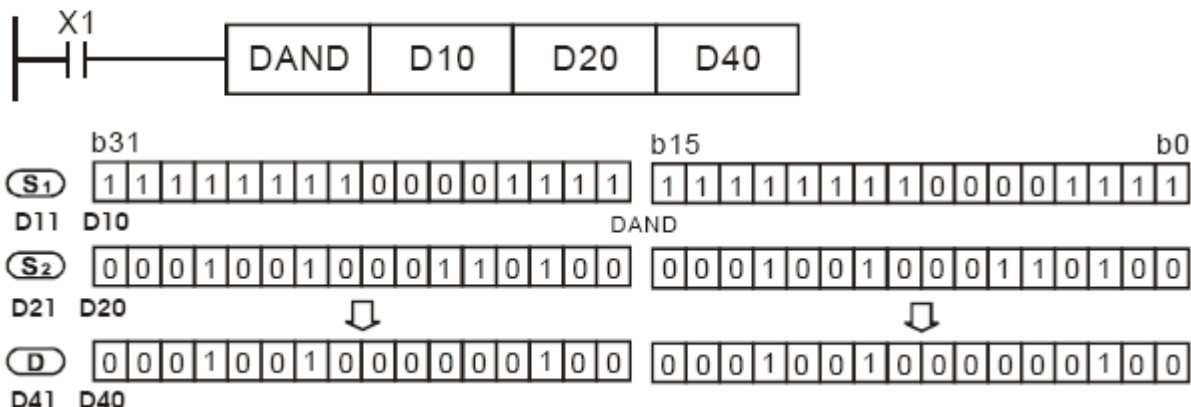 X1
DAND D10 D20 D40
b31 b15 b0
S1 1 1 1 1 1 1 1 1 0 0 0 0 1 1 1 1 1 1 1 1 1 1 1 1 0 0 0 0 1 1 1 1
D11 D10 DAND
S2 0 0 0 1 0 0 1 0 0 0 1 1 0 1 0 0 0 0 0 1 0 0 1 0 0 0 1 1 0 1 0 0
D21 D20
D 0 0 0 1 0 0 1 0 0 0 0 0 0 1 0 0 0 0 0 1 0 0 1 0 0 0 0 0 0 1 0 0
D41 D40